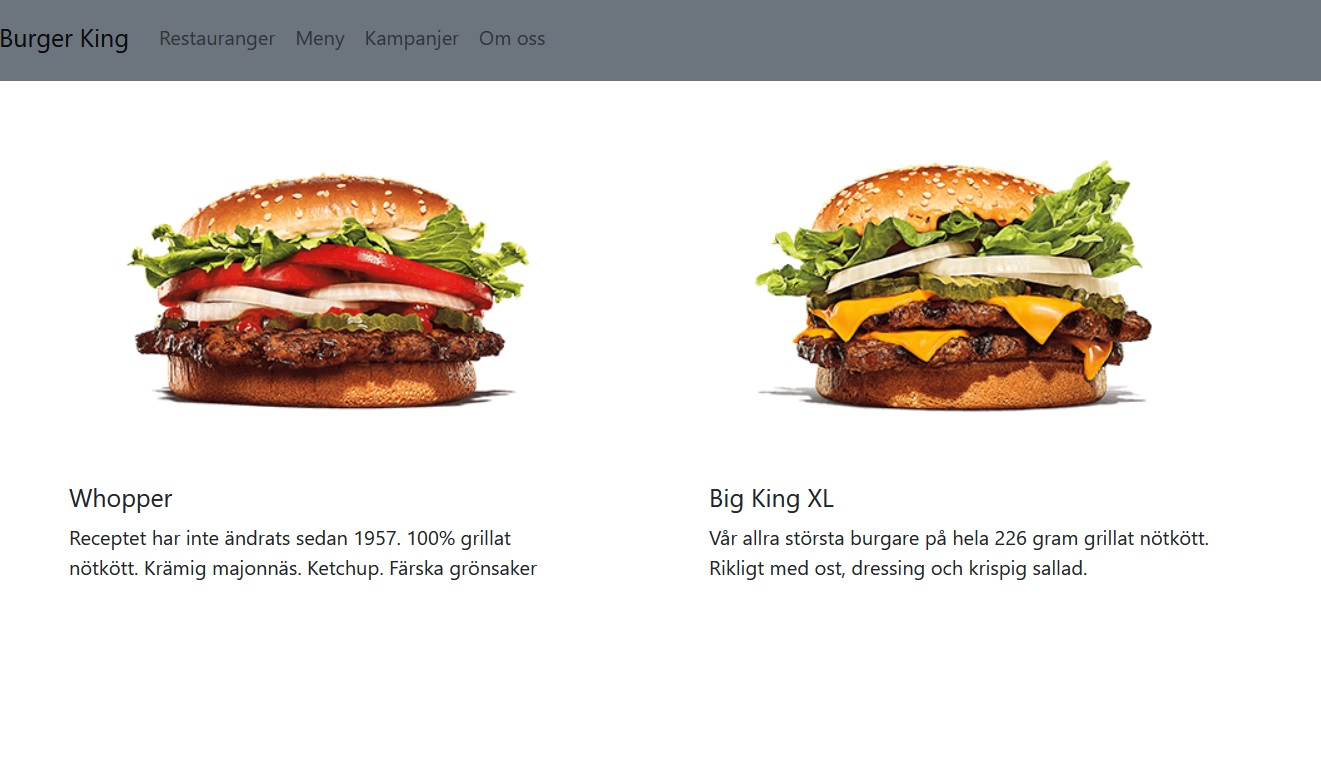 Burger King Restauranger Meny Kampanjer Om oss
Whopper
Receptet har inte ändrats sedan 1957. 100% grillat
nötkött. Krämig majonnäs. Ketchup. Färska grönsaker
Big King XL
Vår allra största burgare på hela 226 gram grillat nötkött.
Rikligt med ost, dressing och krispig sallad.